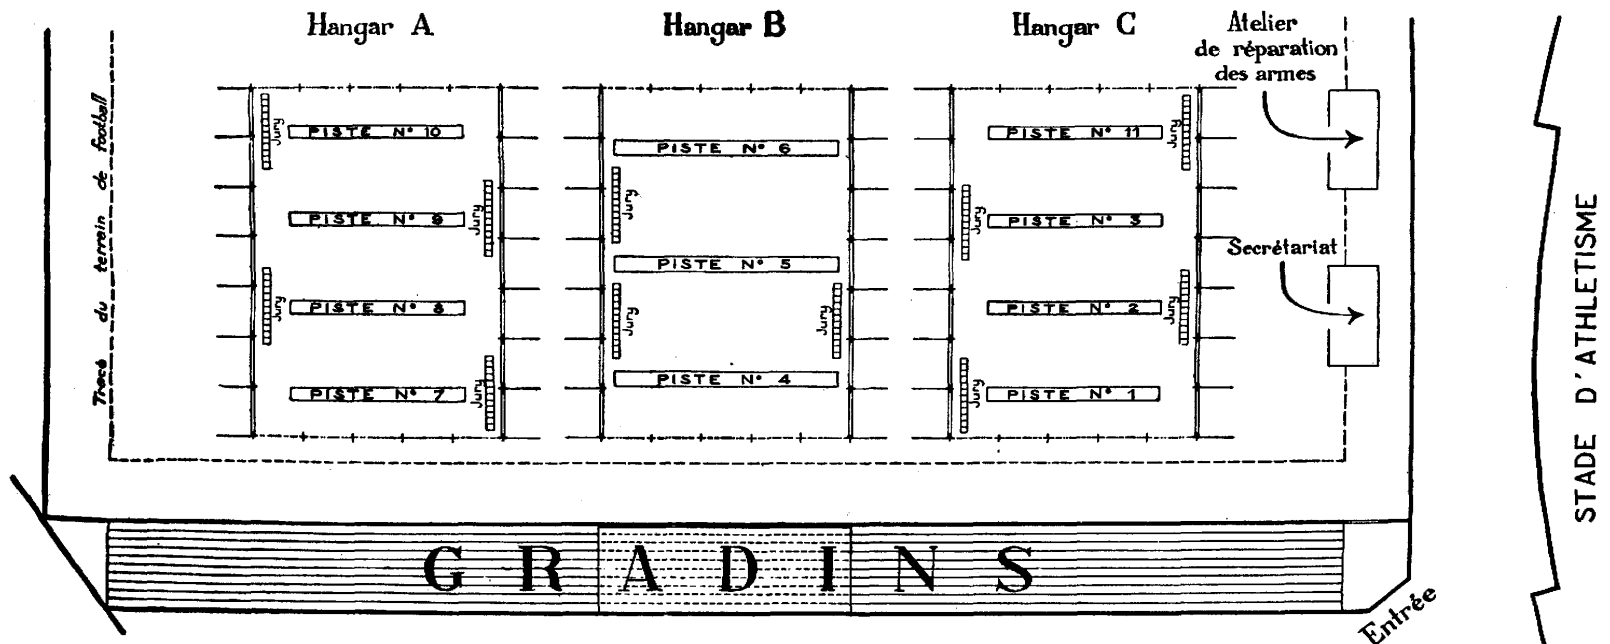 Hangar A
Hangar B
Hangar C
Atelier
de réparation
des armes
Tracé du terrain de football
Jury
PISTE N° 10
PISTE N° 9
Jury
Jury
PISTE N° 8
PISTE N° 7
Jury
PISTE N° 6
Jury
PISTE N° 5
Jury
Jury
PISTE N° 4
PISTE N° 11
Jury
Jury
PISTE N° 3
PISTE N° 2
Jury
Jury
PISTE N° 1
Secrétariat
STADE D'ATHLETISME
GRADINS
Entrée